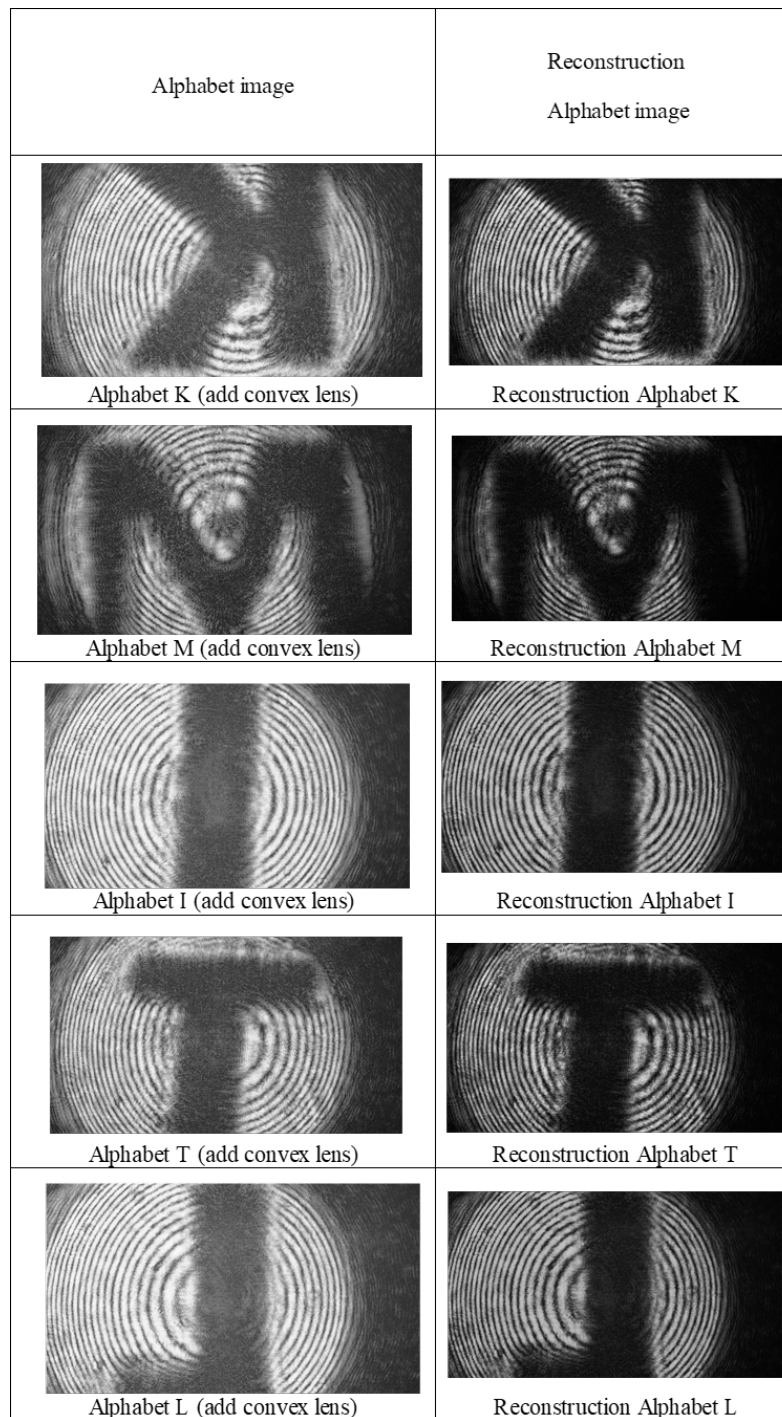 Alphabet image
Reconstruction
Alphabet image
Alphabet K (add convex lens)
Reconstruction Alphabet K
Alphabet M (add convex lens)
Reconstruction Alphabet M
Alphabet I (add convex lens)
Reconstruction Alphabet I
Alphabet T (add convex lens)
Reconstruction Alphabet T
Alphabet L (add convex lens)
Reconstruction Alphabet L